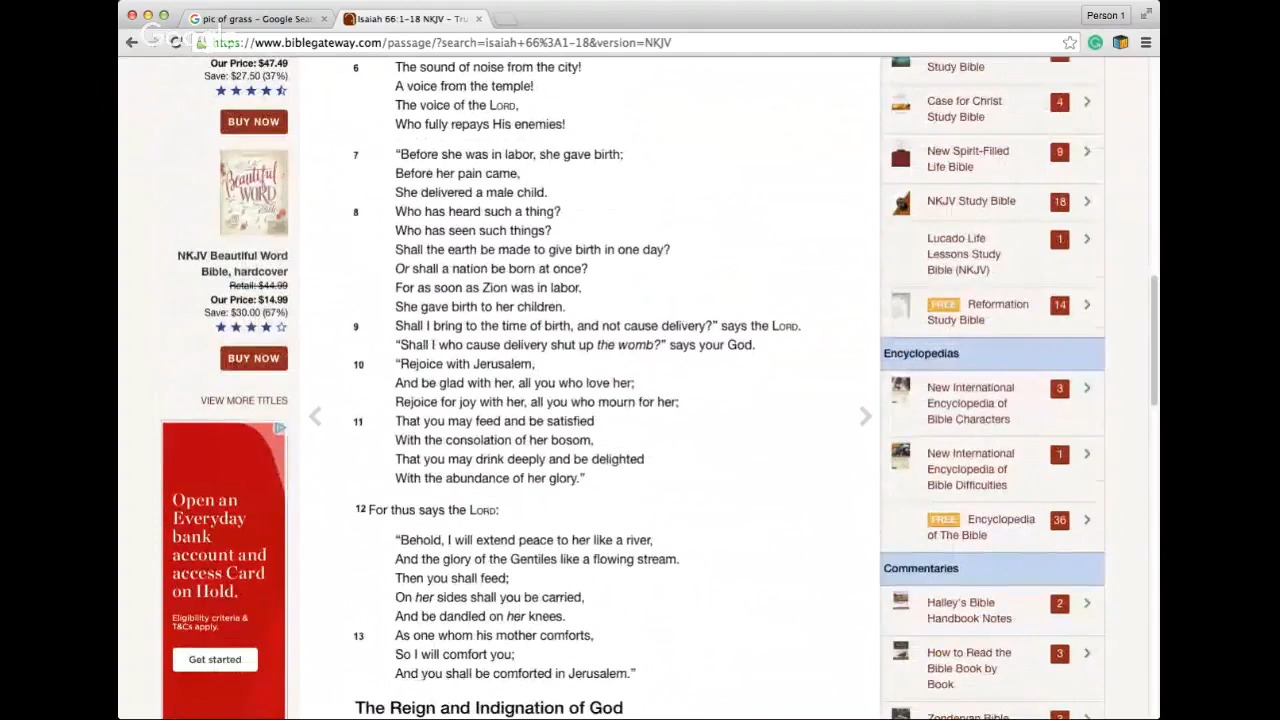 pic of grass - Google Sea
Isaiah 66:1-18 NKJV - Tru
Person 1
https://www.biblegateway.com/passage/?search=isaiah+66%3A1-18&version=NKJV
Our Price: $47.49
Save: $27.50 (37%)
BUY NOW
Beautiful
WORD
NKJV Beautiful Word
Bible, hardcover
Retail: $44.99
Our Price: $14.99
Save: $30.00 (67%)
BUY NOW
VIEW MORE TITLES
Open an
Everyday
bank
account and
access Card
on Hold.
Eligibility criteria &
T&Cs apply.
Get started
6 The sound of noise from the city!
A voice from the temple!
The voice of the LORD,
Who fully repays His enemies!
7 “Before she was in labor, she gave birth;
Before her pain came,
She delivered a male child.
8 Who has heard such a thing?
Who has seen such things?
Shall the earth be made to give birth in one day?
Or shall a nation be born at once?
For as soon as Zion was in labor,
She gave birth to her children.
9 Shall I bring to the time of birth, and not cause delivery?” says the LORD.
“Shall I who cause delivery shut up the womb?” says your God.
10 “Rejoice with Jerusalem,
And be glad with her, all you who love her;
Rejoice for joy with her, all you who mourn for her;
11 That you may feed and be satisfied
With the consolation of her bosom,
That you may drink deeply and be delighted
With the abundance of her glory.”
12 For thus says the LORD:
“Behold, I will extend peace to her like a river,
And the glory of the Gentiles like a flowing stream.
Then you shall feed;
On her sides shall you be carried,
And be dandled on her knees.
13 As one whom his mother comforts,
So I will comfort you;
And you shall be comforted in Jerusalem.”
The Reign and Indignation of God
Study Bible
Case for Christ 4
Study Bible
New Spirit-Filled 9
Life Bible
NKJV Study Bible 18
Lucado Life 1
Lessons Study
Bible (NKJV)
FREE Reformation 14
Study Bible
Encyclopedias
New International 3
Encyclopedia of
Bible Characters
New International 1
Encyclopedia of
Bible Difficulties
FREE Encyclopedia 36
of The Bible
Commentaries
Halley's Bible 2
Handbook Notes
How to Read the 3
Bible Book by
Book
Zondervan Bible